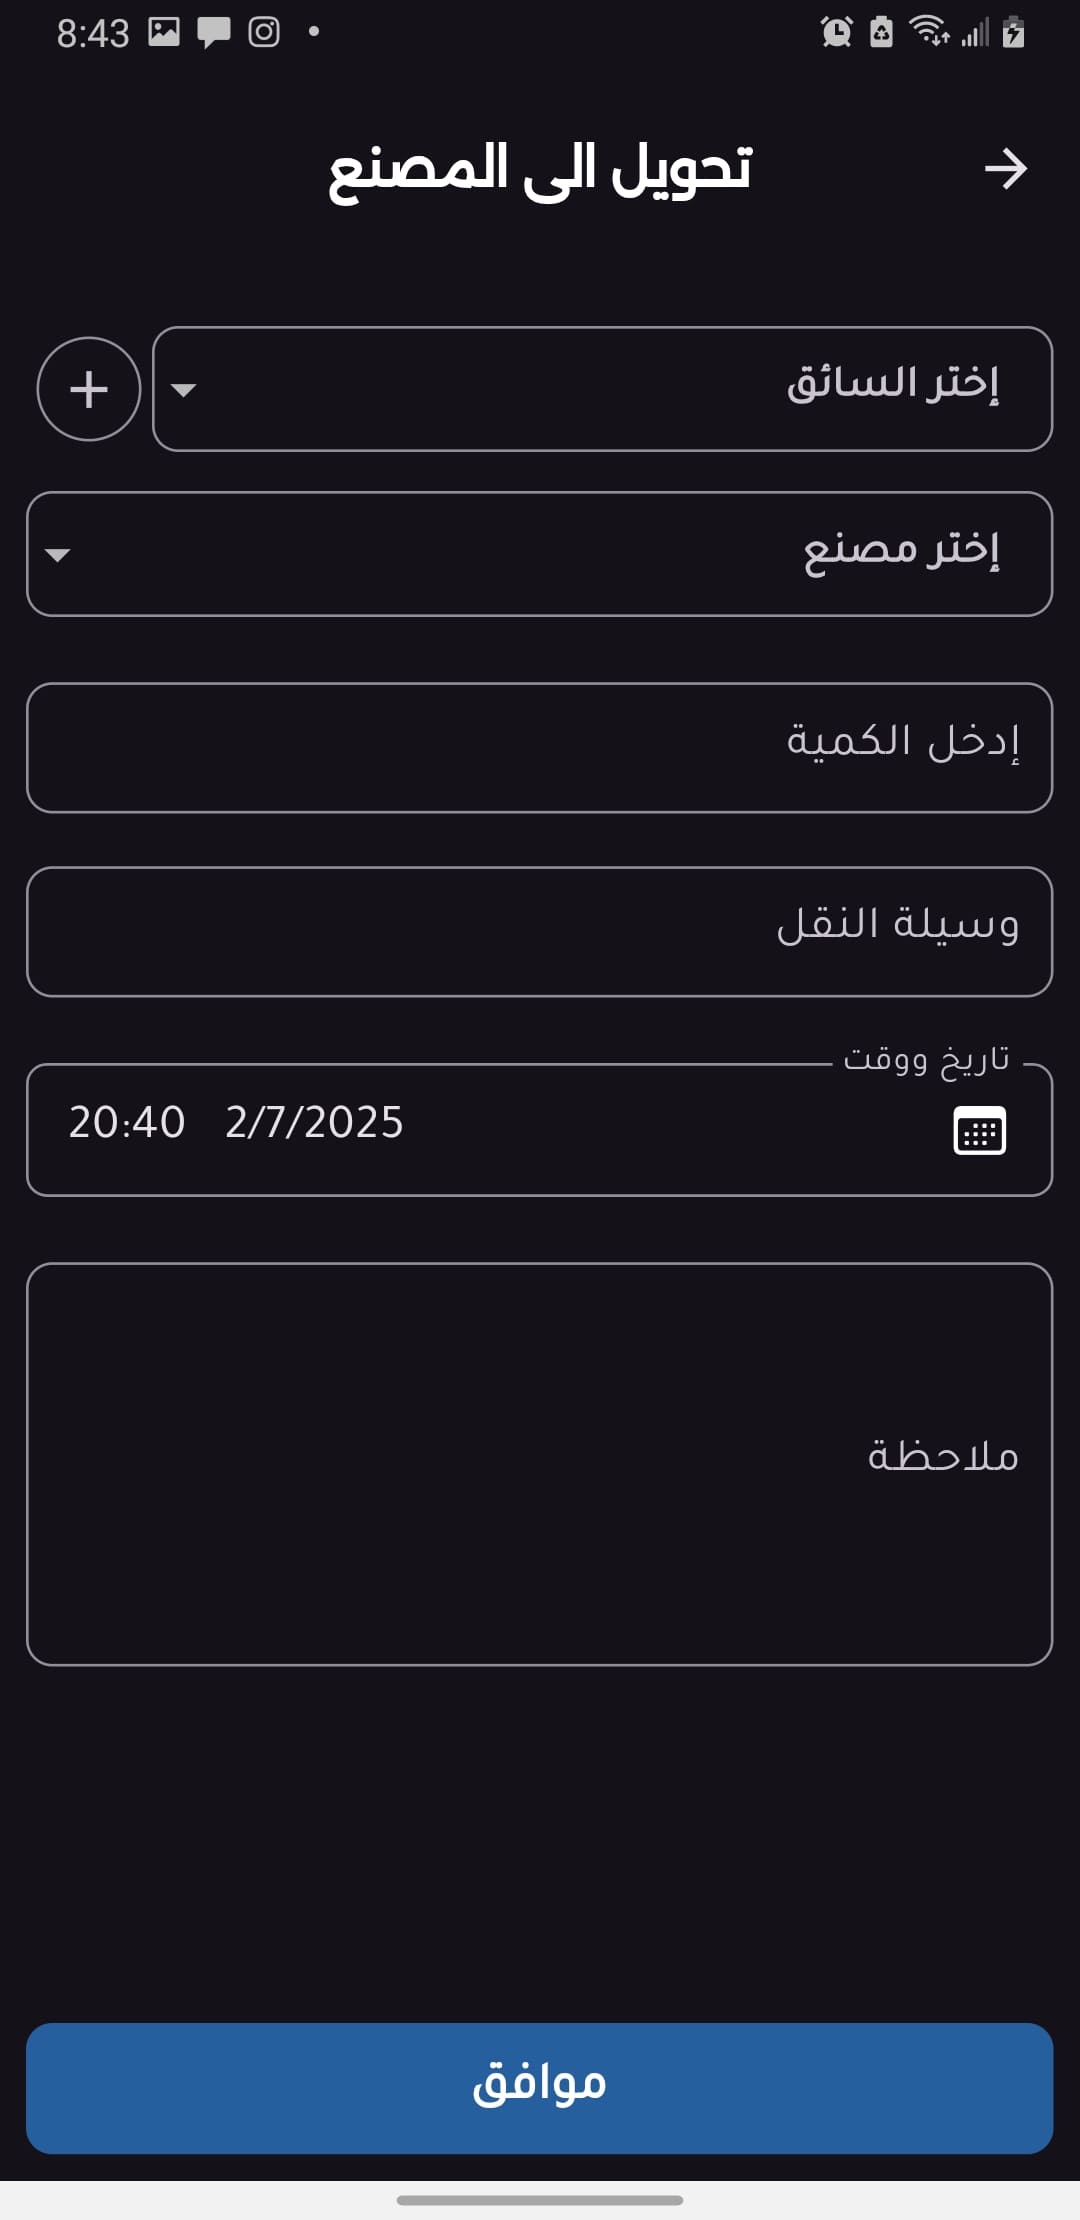 8:43
تحويل الى المصنع
إختر السائق
إختر مصنع
إدخل الكمية
وسيلة النقل
تاريخ ووقت
20:40 2/7/2025
ملاحظة
موافق